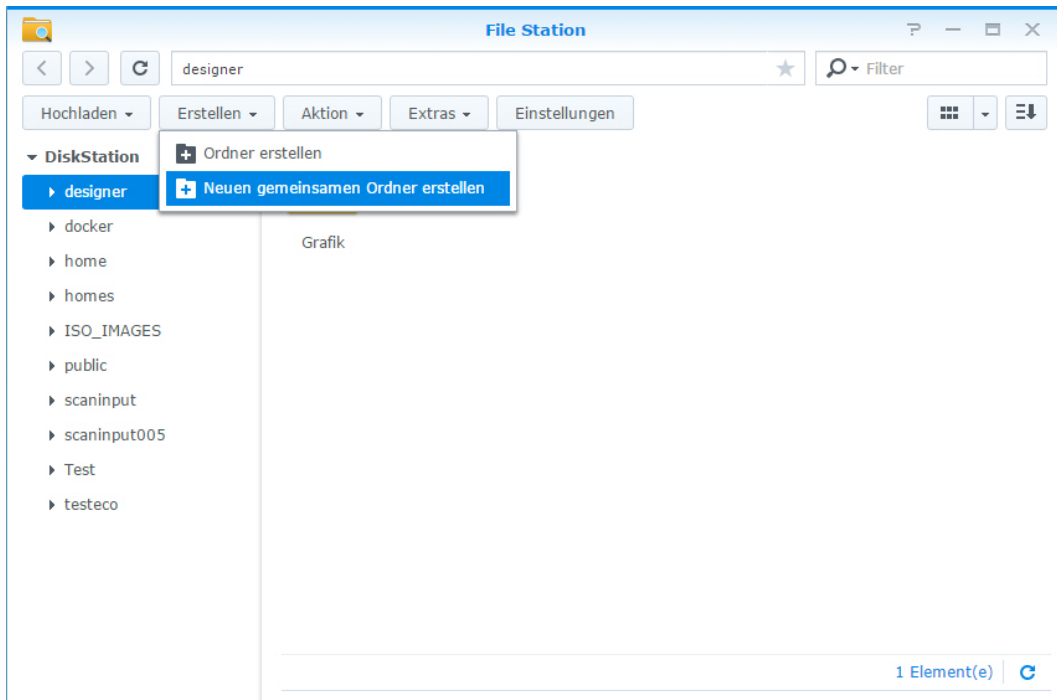 File Station
designer
Filter
Hochladen Erstellen Aktion Extras Einstellungen
Ordner erstellen
Neuen gemeinsamen Ordner erstellen
DiskStation
designer
docker
home
homes
ISO_IMAGES
public
scaninput
scaninput005
Test
testeco
Grafik
1 Element(e)